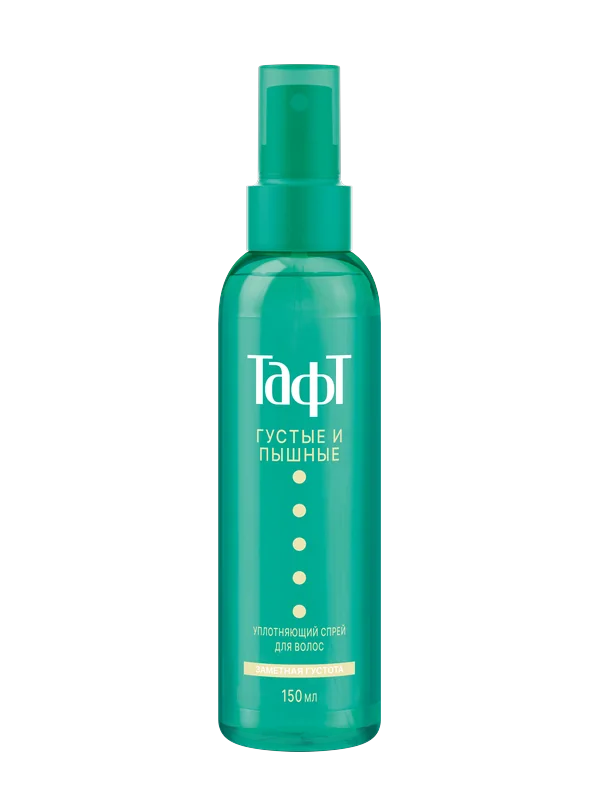 Тафт
ГУСТЫЕ И
ПЫШНЫЕ
УПЛОТНЯЮЩИЙ СПРЕЙ
ДЛЯ ВОЛОС
ЗАМЕТНАЯ ГУСТОТА
150 МЛ